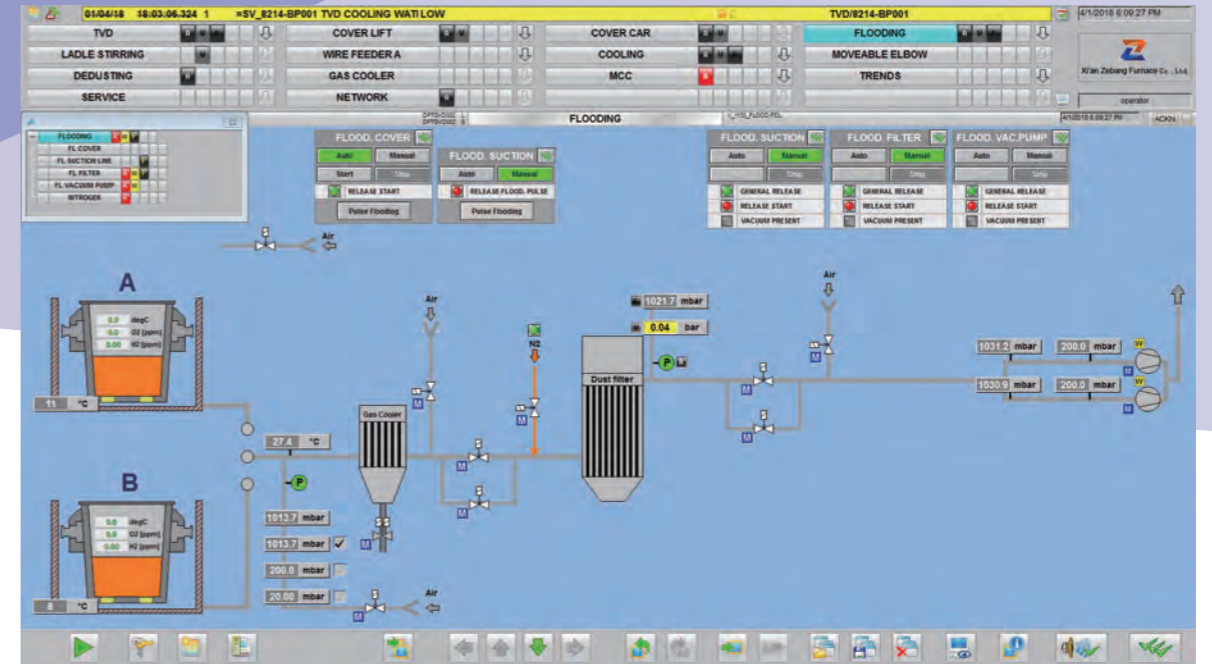 01/04/18 18:03:06.324 1 =SV_8214-BP001 TVD COOLING WATI LOW TVD/8214-BP001 4/1/2018 6:09:27 PM
TVD COVER LIFT COVER CAR FLOODING
LADLE STIRRING WIRE FEEDER A COOLING MOVEABLE ELBOW
DEDUSTING GAS COOLER MCC TRENDS
SERVICE NETWORK
Z
Xi'an Zebang Furnace Co., Ltd.
operator
FLOODING
4/1/2018 6:09:27 PM ACKN
FLOODING
FL.COVER
FL. SUCTION LINE
FL. FILTER
FL. VACUUM PUMP
NITROGEN
FLOOD. COVER
Auto Manual
Start Stop
RELEASE START
Pulse Flooding
FLOOD. SUCTION
Auto Manual
RELEASE FLOOD. PULSE
Pulse Flooding
FLOOD. SUCTION
Auto Manual
Stop
GENERAL RELEASE
RELEASE START
VACUUM PRESENT
FLOOD. FILTER
Auto Manual
Stop
GENERAL RELEASE
RELEASE START
VACUUM PRESENT
FLOOD. VAC.PUMP
Auto Manual
Stop
GENERAL RELEASE
RELEASE START
VACUUM PRESENT
Air
A
0.0 degC
O2 [ppm]
0.00 H2 [ppm]
11 °C
B
0.0 degC
0.0 O2 [ppm]
0.00 H2 [ppm]
8 °C
27.4 °C
P
1013.7 mbar
1013.7 mbar
200.0 mbar
20.00 mbar
M
Air
M
Gas Cooler
M
Air
M
M
M
N2
M
Dust filter
1021.7 mbar
0.04 bar
P
M
M
Air
M
1031.2 mbar 200.0 mbar W
M
1030.9 mbar 200.0 mbar W
M